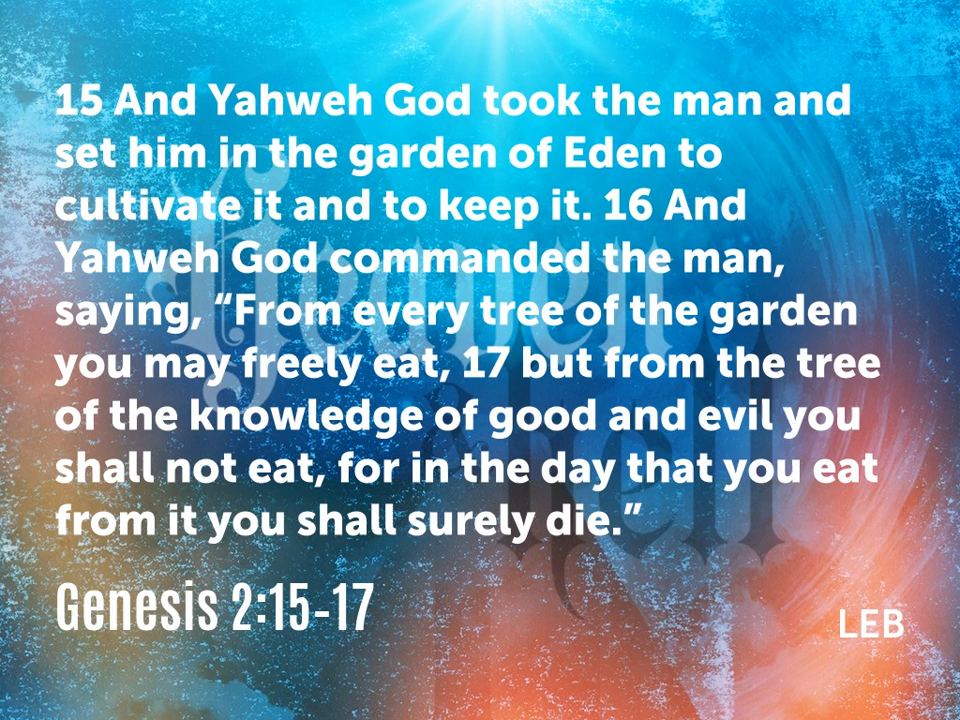 15 And Yahweh God took the man and
set him in the garden of Eden to
cultivate it and to keep it. 16 And
Yahweh God commanded the man,
saying, “From every tree of the garden
you may freely eat, 17 but from the tree
of the knowledge of good and evil you
shall not eat, for in the day that you eat
from it you shall surely die.”
Genesis 2:15-17
LEB
Heaven
& Hell